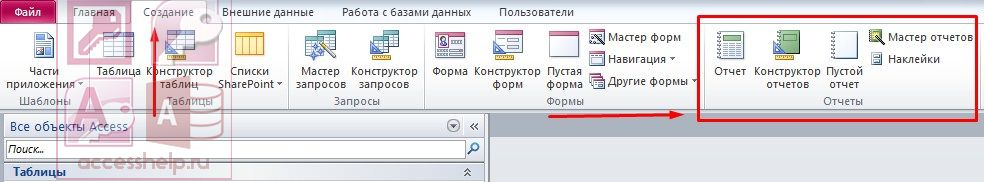 Файл Главная Создание Внешние данные Работа с базами данных Пользователи
Части приложения
Таблица
Конструктор таблиц
Списки SharePoint
Мастер запросов
Конструктор запросов
Форма
Конструктор форм
Пустая форма
Мастер форм
Навигация
Другие формы
Отчет
Конструктор отчетов
Пустой отчет
Мастер отчетов
Наклейки
Шаблоны Таблицы Запросы Формы Отчеты
Все объекты Access
Поиск...
accesshelp.ru
Таблицы